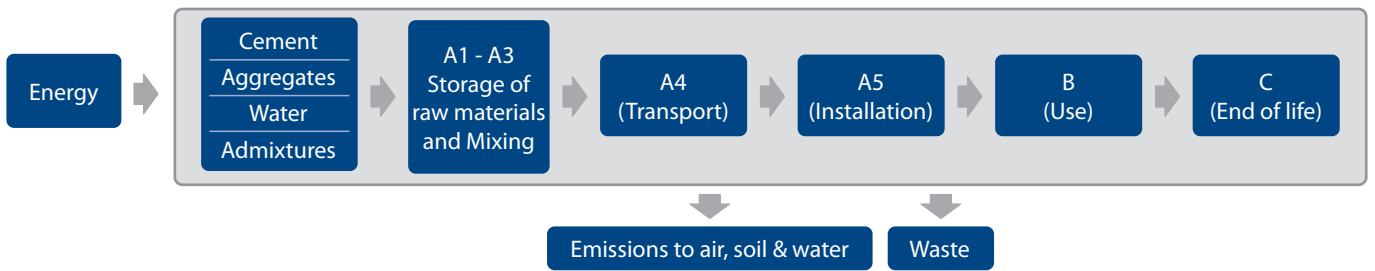 Energy
Cement
Aggregates
Water
Admixtures
A1 - A3
Storage of
raw materials
and Mixing
A4
(Transport)
A5
(Installation)
B
(Use)
C
(End of life)
Emissions to air, soil & water
Waste